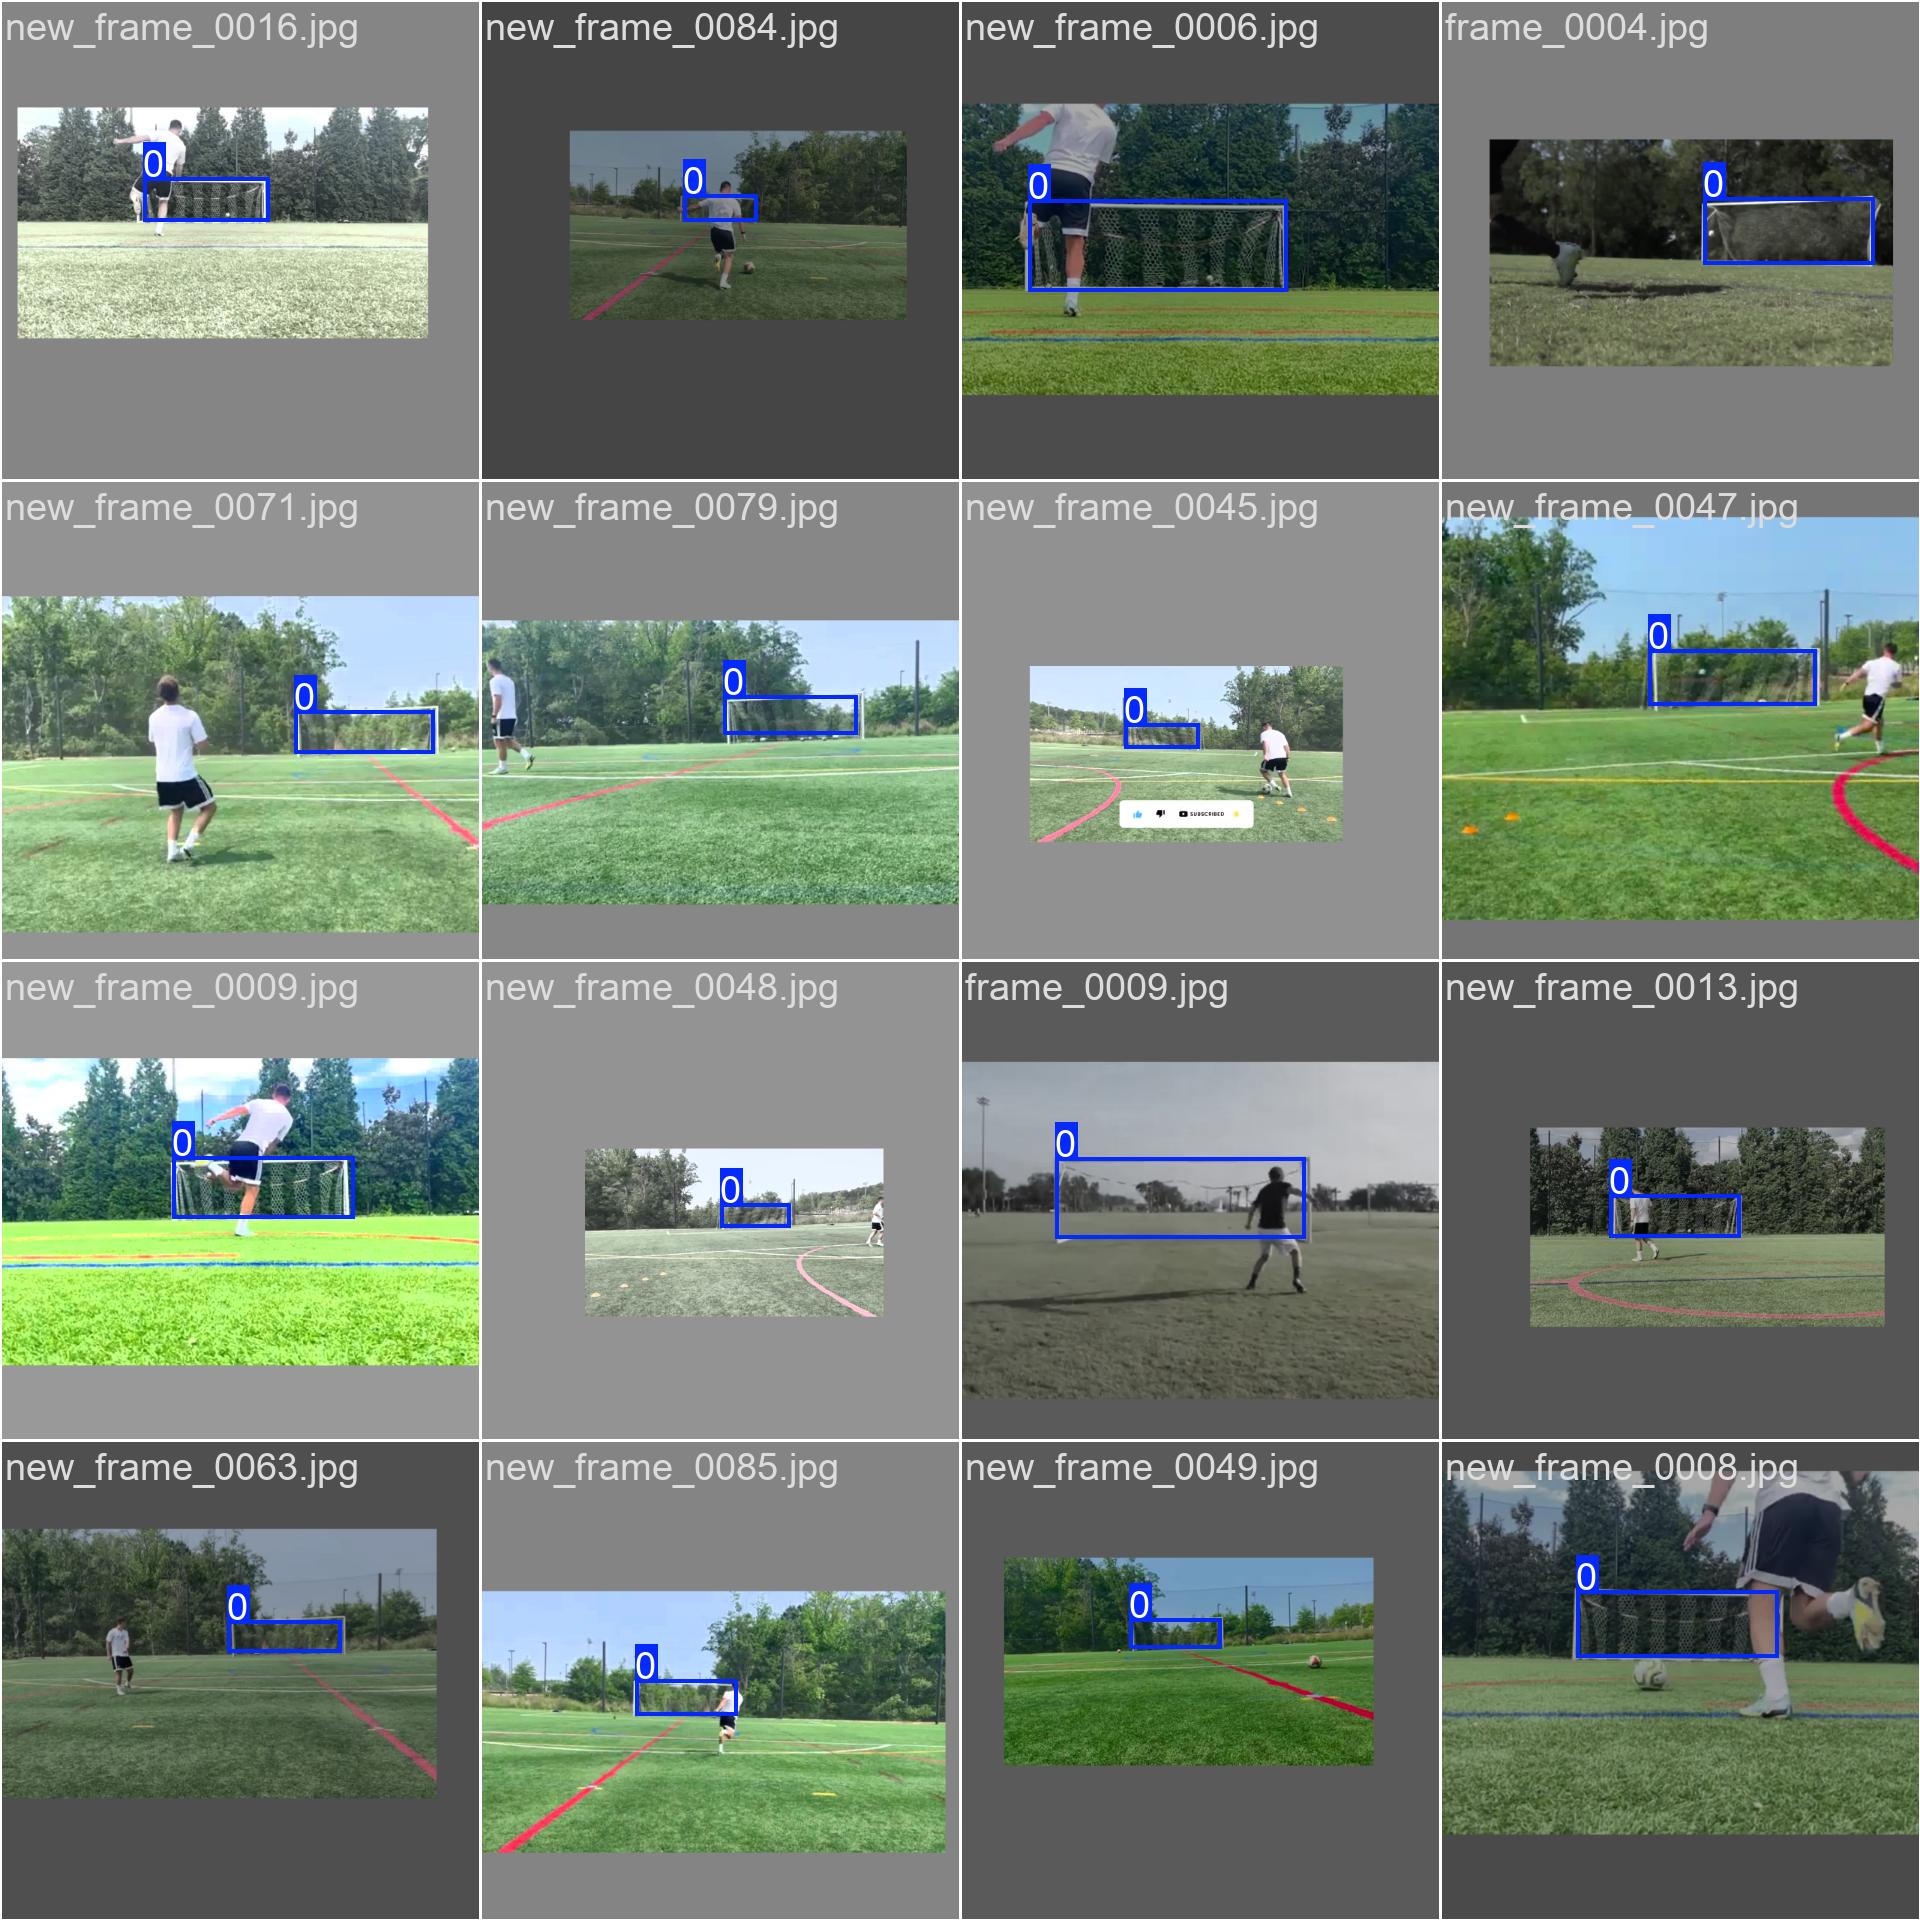 new_frame_0016.jpg
new_frame_0084.jpg
new_frame_0006.jpg
frame_0004.jpg
0
0
0
0
new_frame_0071.jpg
new_frame_0079.jpg
new_frame_0045.jpg
new_frame_0047.jpg
0
0
0
0
SUBSCRIBED
new_frame_0009.jpg
new_frame_0048.jpg
frame_0009.jpg
new_frame_0013.jpg
0
0
0
0
new_frame_0063.jpg
new_frame_0085.jpg
new_frame_0049.jpg
new_frame_0008.jpg
0
0
0
0